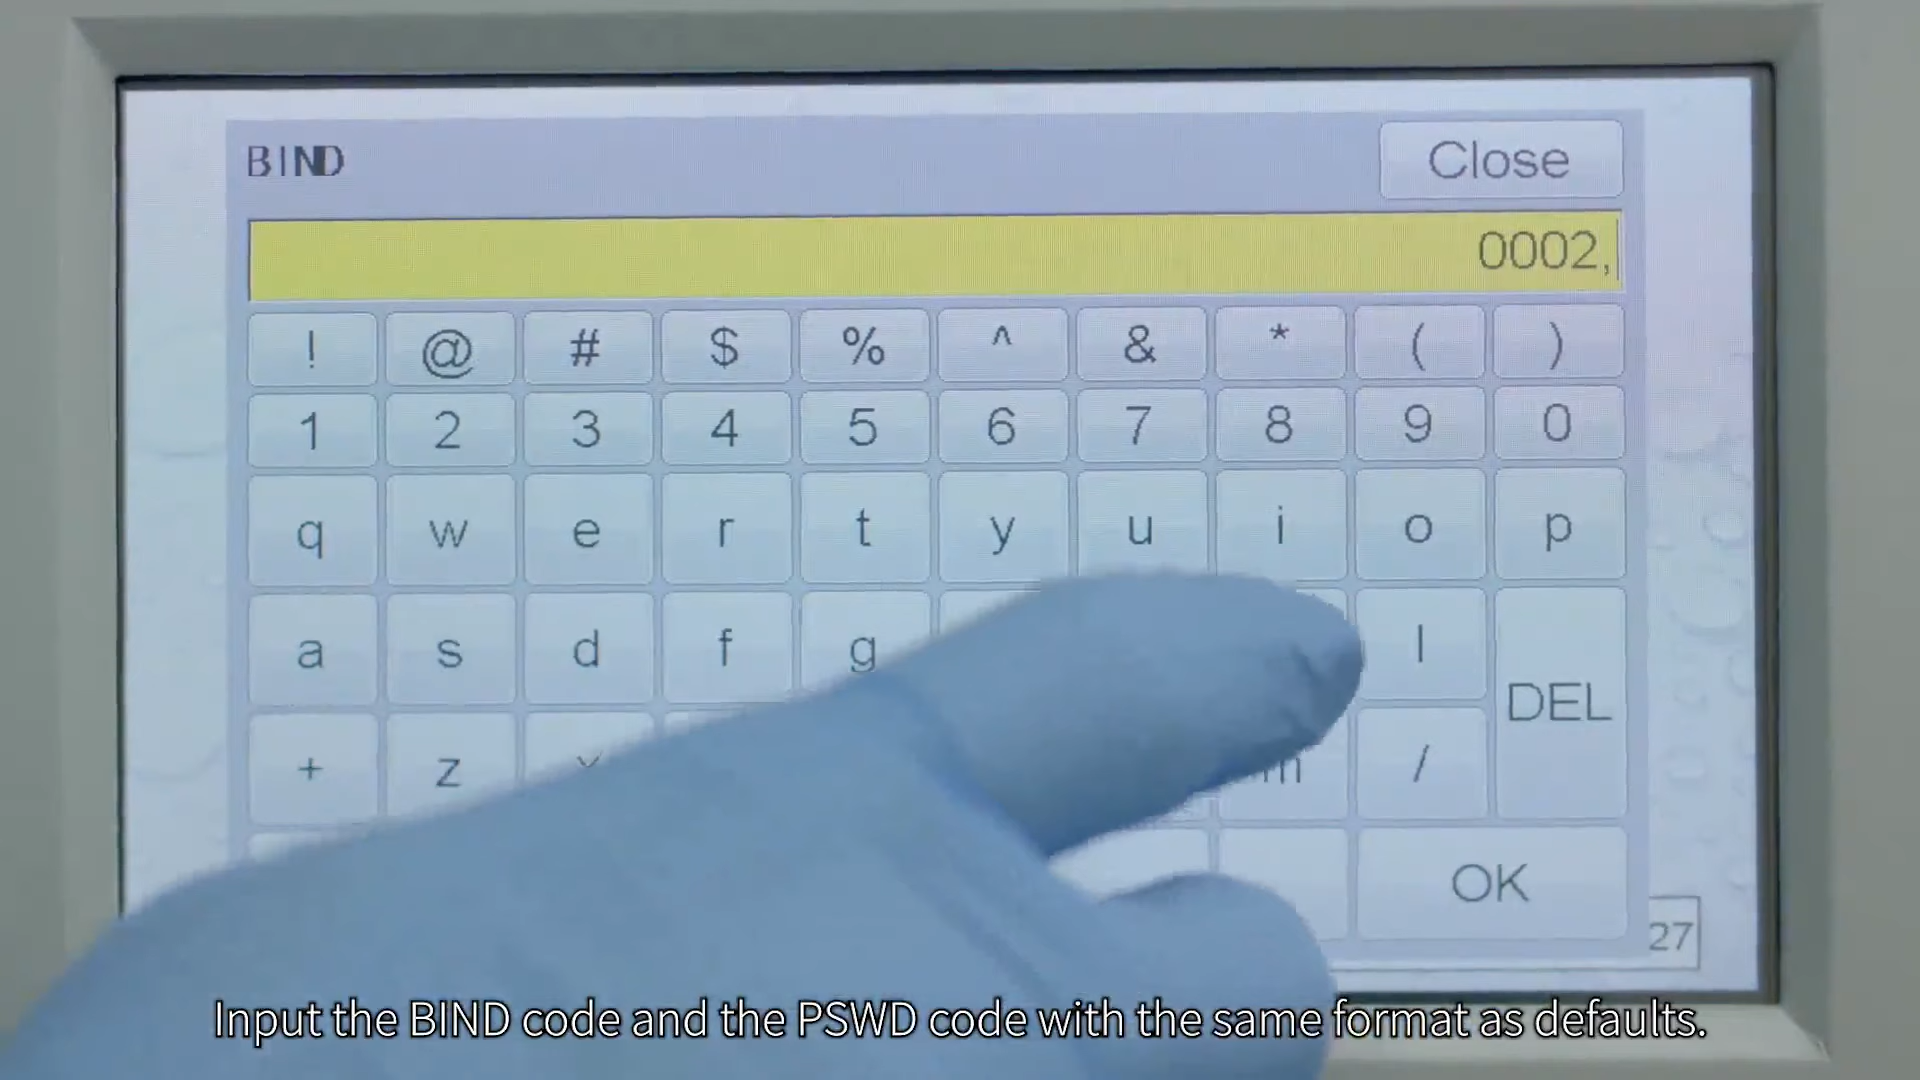 BIND Close
0002,
! @ # $ % ^ & * ( )
1 2 3 4 5 6 7 8 9 0
q w e r t y u i o p
a s d f g l DEL
+ z m /
OK
27
Input the BIND code and the PSWD code with the same format as defaults.